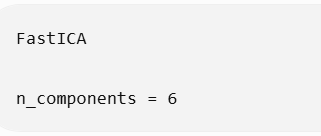 FastICA
n_components = 6